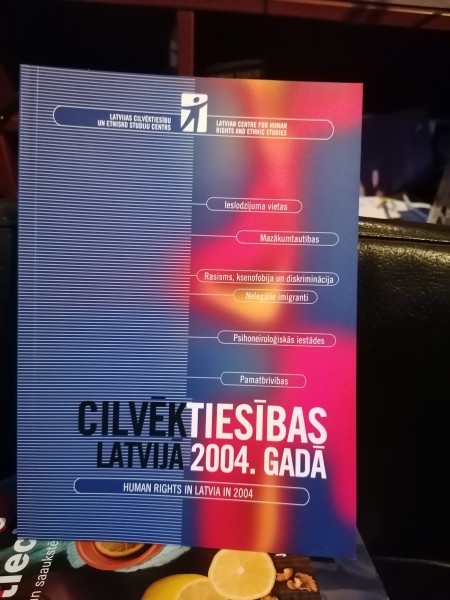 LATVIJAS CILVĒKTIESĪBU
UN ETNISKO STUDIJU CENTRS
LATVIAN CENTRE FOR HUMAN
RIGHTS AND ETHNIC STUDIES
Ieslodzījuma vietas
Mazākumtautības
Rasisms, ksenofobija un diskriminācija
Nelegālie imigranti
Psihoneiroloģiskās iestādes
Pamatbrīvības
CILVĒKTIESĪBAS
LATVIJĀ 2004. GADĀ
HUMAN RIGHTS IN LATVIA IN 2004